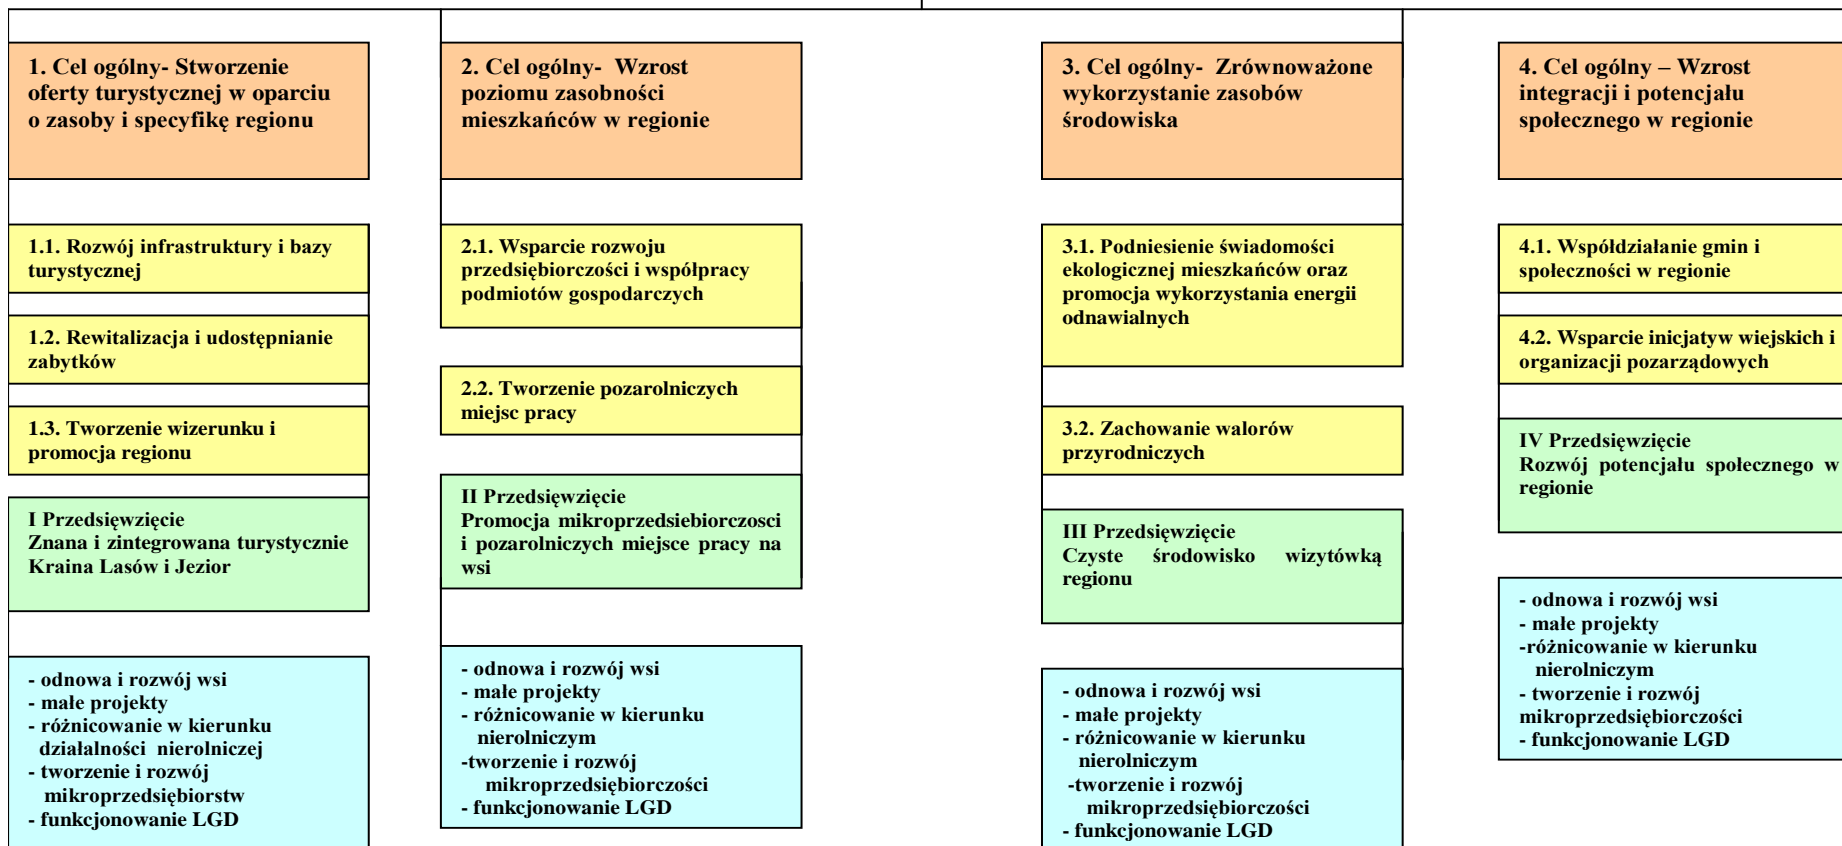 1. Cel ogólny- Stworzenie
oferty turystycznej w oparciu
o zasoby i specyfikę regionu
1.1. Rozwój infrastruktury i bazy
turystycznej
1.2. Rewitalizacja i udostępnianie
zabytków
1.3. Tworzenie wizerunku i
promocja regionu
I Przedsięwzięcie
Znana i zintegrowana turystycznie
Kraina Lasów i Jezior
- odnowa i rozwój wsi
- małe projekty
- różnicowanie w kierunku
działalności nierolniczej
- tworzenie i rozwój
mikroprzedsiębiorstw
- funkcjonowanie LGD
2. Cel ogólny- Wzrost
poziomu zasobności
mieszkańców w regionie
2.1. Wsparcie rozwoju
przedsiębiorczości i współpracy
podmiotów gospodarczych
2.2. Tworzenie pozarolniczych
miejsc pracy
II Przedsięwzięcie
Promocja mikroprzedsiebiorczosci
i pozarolniczych miejsce pracy na
wsi
- odnowa i rozwój wsi
- małe projekty
- różnicowanie w kierunku
nierolniczym
-tworzenie i rozwój
mikroprzedsiębiorczości
- funkcjonowanie LGD
3. Cel ogólny- Zrównoważone
wykorzystanie zasobów
środowiska
3.1. Podniesienie świadomości
ekologicznej mieszkańców oraz
promocja wykorzystania energii
odnawialnych
3.2. Zachowanie walorów
przyrodniczych
III Przedsięwzięcie
Czyste środowisko wizytówką
regionu
- odnowa i rozwój wsi
- małe projekty
- różnicowanie w kierunku
nierolniczym
-tworzenie i rozwój
mikroprzedsiębiorczości
- funkcjonowanie LGD
4. Cel ogólny – Wzrost
integracji i potencjału
społecznego w regionie
4.1. Współdziałanie gmin i
społeczności w regionie
4.2. Wsparcie inicjatyw wiejskich i
organizacji pozarządowych
IV Przedsięwzięcie
Rozwój potencjału społecznego w
regionie
- odnowa i rozwój wsi
- małe projekty
-różnicowanie w kierunku
nierolniczym
- tworzenie i rozwój
mikroprzedsiębiorczości
- funkcjonowanie LGD